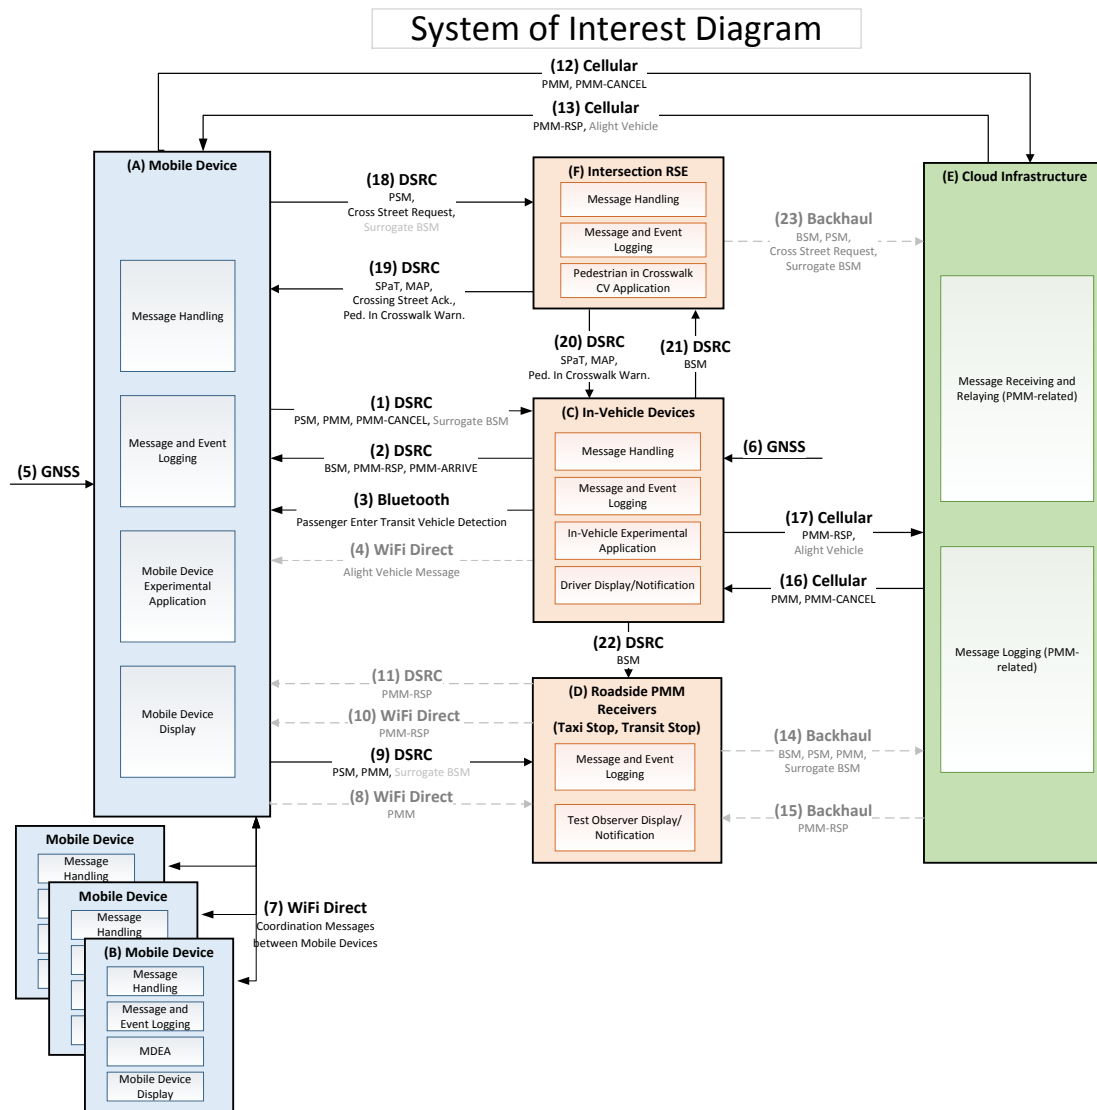 System of Interest Diagram
(12) Cellular
PMM, PMM-CANCEL
(13) Cellular
PMM-RSP, Alight Vehicle
(A) Mobile Device
Message Handling
Message and Event
Logging
Mobile Device
Experimental
Application
Mobile Device
Display
(5) GNSS
(18) DSRC
PSM,
Cross Street Request,
Surrogate BSM
(19) DSRC
SPaT, MAP,
Crossing Street Ack.,
Ped. In Crosswalk Warn.
(F) Intersection RSE
Message Handling
Message and Event
Logging
Pedestrian in Crosswalk
CV Application
(23) Backhaul
BSM, PSM,
Cross Street Request,
Surrogate BSM
(E) Cloud Infrastructure
Message Receiving and
Relaying (PMM-related)
Message Logging (PMM-
related)
(20) DSRC
SPaT, MAP,
Ped. In Crosswalk Warn.
(21) DSRC
BSM
(1) DSRC
PSM, PMM, PMM-CANCEL, Surrogate BSM
(2) DSRC
BSM, PMM-RSP, PMM-ARRIVE
(3) Bluetooth
Passenger Enter Transit Vehicle Detection
(4) WiFi Direct
Alight Vehicle Message
(C) In-Vehicle Devices
Message Handling
Message and Event
Logging
In-Vehicle Experimental
Application
Driver Display/Notification
(6) GNSS
(17) Cellular
PMM-RSP,
Alight Vehicle
(16) Cellular
PMM, PMM-CANCEL
(22) DSRC
BSM
(11) DSRC
PMM-RSP
(10) WiFi Direct
PMM-RSP
(9) DSRC
PSM, PMM, Surrogate BSM
(8) WiFi Direct
PMM
(D) Roadside PMM
Receivers
(Taxi Stop, Transit Stop)
Message and Event
Logging
Test Observer Display/
Notification
(14) Backhaul
BSM, PSM, PMM,
Surrogate BSM
(15) Backhaul
PMM-RSP
Mobile Device
Message
Handling
Mobile Device
Message
Handling
(B) Mobile Device
Message
Handling
Message and
Event Logging
MDEA
Mobile Device
Display
(7) WiFi Direct
Coordination Messages
between Mobile Devices